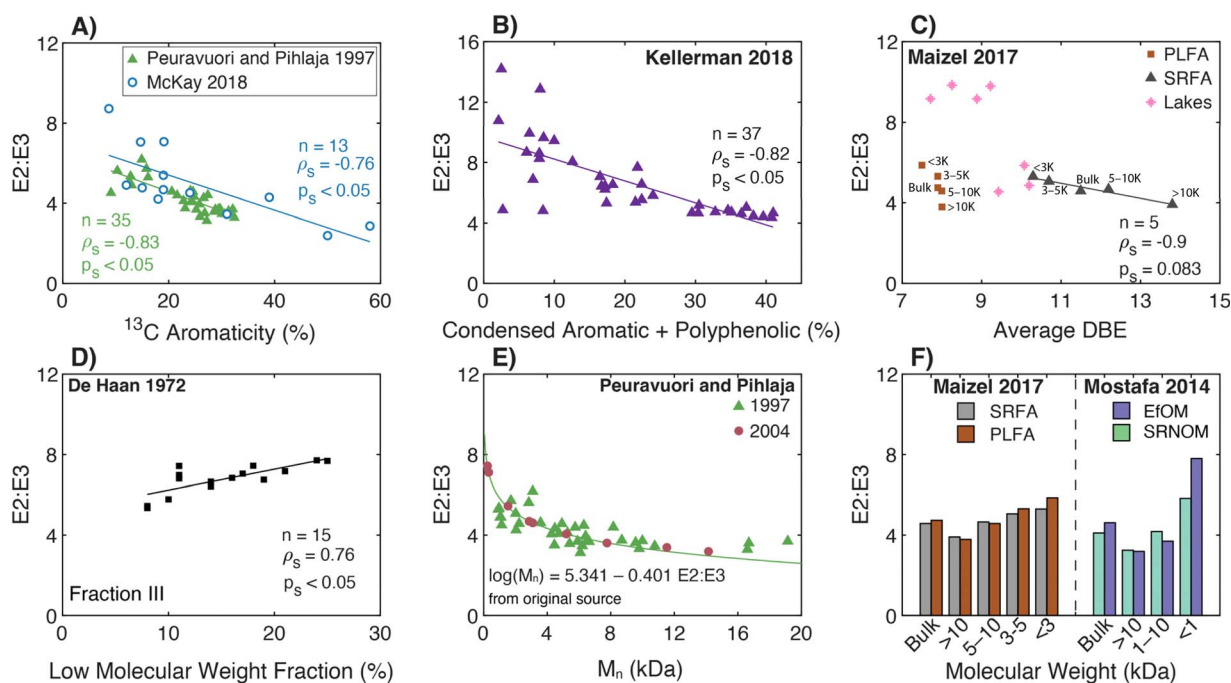 A)
12
8
4
0
E2:E3
Peuravuori and Pihlaja 1997
McKay 2018
n = 13
ρs = -0.76
ps < 0.05
n = 35
ρs = -0.83
ps < 0.05
0 20 40 60
13C Aromaticity (%)
B)
Kellerman 2018
16
12
8
4
0
E2:E3
n = 37
ρs = -0.82
ps < 0.05
0 10 20 30 40
Condensed Aromatic + Polyphenolic (%)
C)
Maizel 2017
PLFA
SRFA
Lakes
12
8
4
0
E2:E3
<3K
3–5K
Bulk
5–10K
>10K
<3K
3–5K
Bulk
5–10K
>10K
n = 5
ρs = -0.9
ps = 0.083
7 9 11 13 15
Average DBE
D)
De Haan 1972
12
8
4
0
E2:E3
n = 15
ρs = 0.76
ps < 0.05
Fraction III
0 10 20 30
Low Molecular Weight Fraction (%)
E)
Peuravuori and Pihlaja
1997
2004
12
8
4
0
E2:E3
log(Mn) = 5.341 – 0.401 E2:E3
from original source
0 4 8 12 16 20
Mn (kDa)
F)
Maizel 2017
SRFA
PLFA
Mostafa 2014
EfOM
SRNOM
12
8
4
0
E2:E3
Bulk >10 5–10 3-5 <3 Bulk >10 1–10 <1
Molecular Weight (kDa)